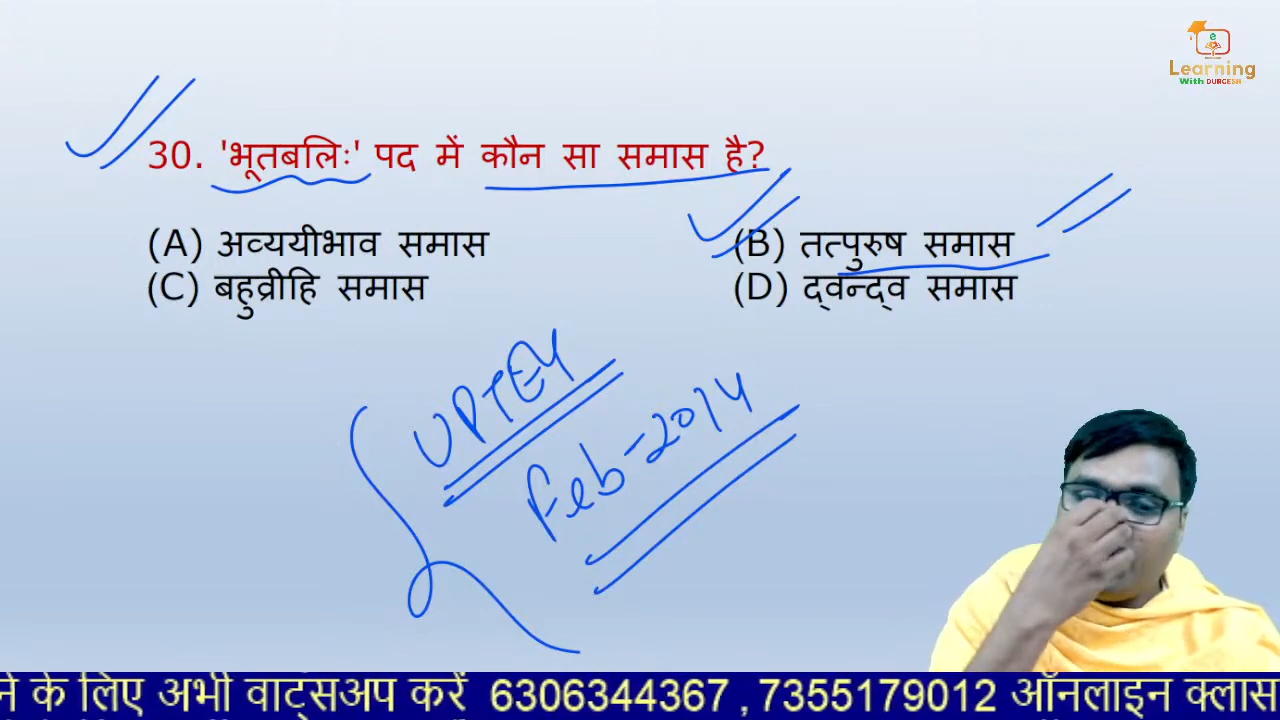 e
Learning
With DURGESH
30. 'भूतबलिः' पद में कौन सा समास है?
(A) अव्ययीभाव समास
(B) तत्पुरुष समास
(C) बहुव्रीहि समास
(D) द्वन्द्व समास
Feb-2014
ने के लिए अभी वाट्सअप करें 6306344367 , 7355179012 ऑनलाइन क्लास